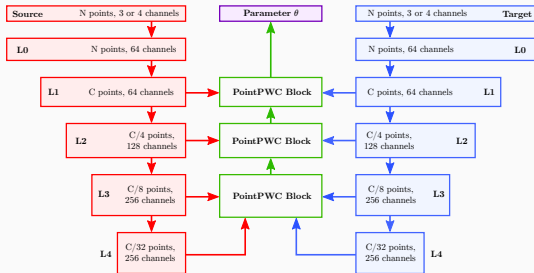 Source N points, 3 or 4 channels
Parameter θ
N points, 3 or 4 channels Target
L0 N points, 64 channels
N points, 64 channels L0
L1 C points, 64 channels
PointPWC Block
C points, 64 channels L1
L2 C/4 points,
128 channels
PointPWC Block
C/4 points,
128 channels
L2
L3 C/8 points,
256 channels
PointPWC Block
C/8 points,
256 channels
L3
L4 C/32 points,
256 channels
C/32 points,
256 channels
L4